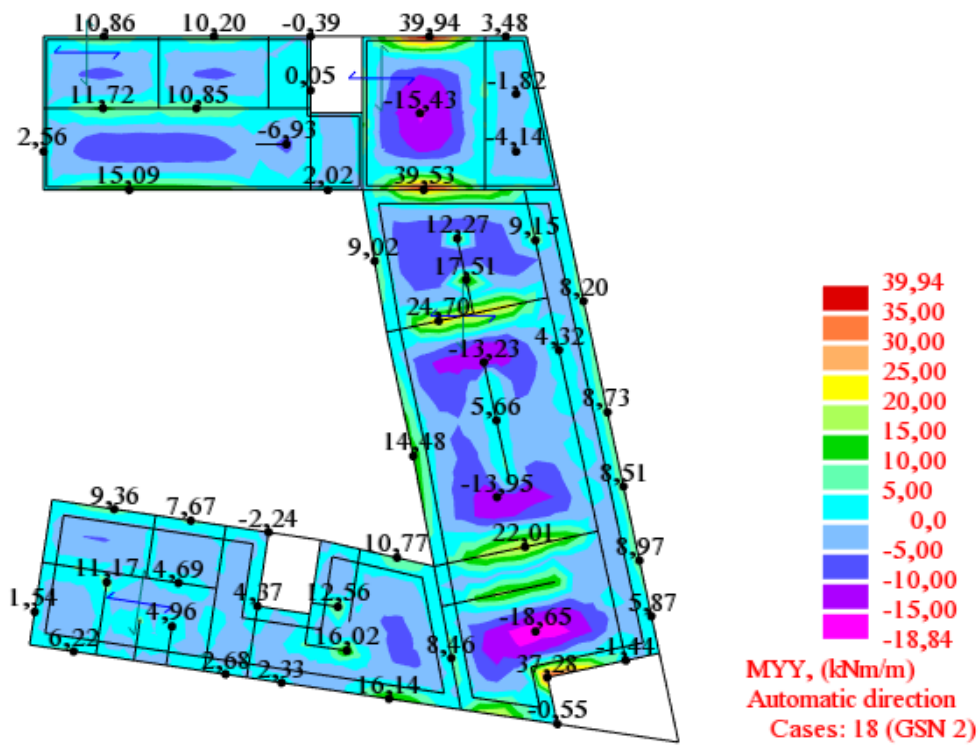 10,86 10,20 -0,39 39,94 3,48
0,05 -1,82
11,72 10,85 -15,43
2,56 -6,93 -4,14
15,09 2,02 39,53
12,27 9,15
9,02 17,51
24,70 8,20
-13,23 4,32
5,66 8,73
14,48
-13,95 8,51
9,36 7,67 -2,24 22,01
10,77 8,97
11,17 4,69
1,54 4,96 4,37 12,56 5,87
-18,65
6,22 16,02 8,46 -1,44
2,68 2,33 37,28
16,14 -0,55
39,94
35,00
30,00
25,00
20,00
15,00
10,00
5,00
0,0
-5,00
-10,00
-15,00
-18,84
MYY, (kNm/m)
Automatic direction
Cases: 18 (GSN 2)